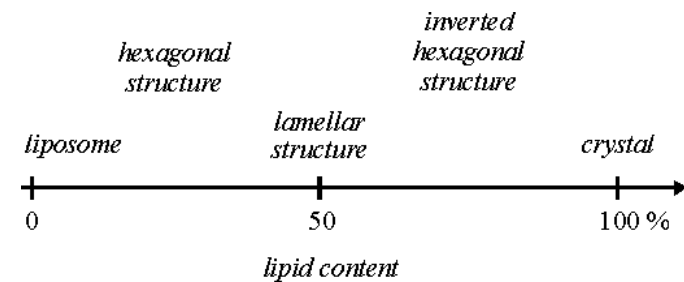 inverted
hexagonal
structure
hexagonal
structure
lamellar
structure
liposome
crystal
0
50
100 %
lipid content